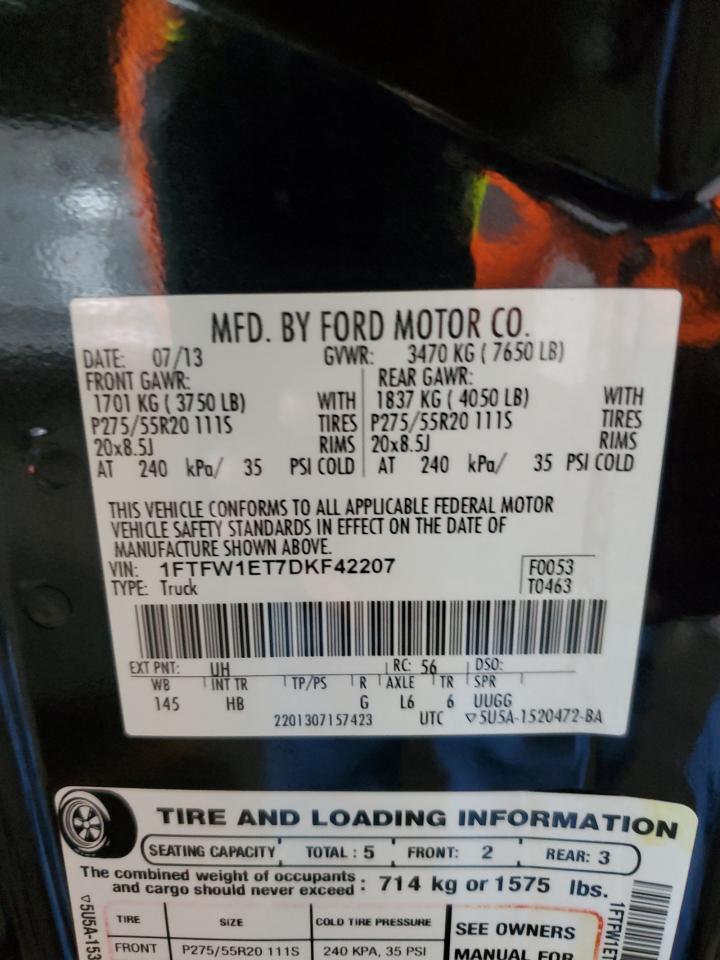 MFD. BY FORD MOTOR CO.
DATE: 07/13 GVWR: 3470 KG ( 7650 LB)
FRONT GAWR: REAR GAWR:
1701 KG ( 3750 LB) WITH 1837 KG ( 4050 LB) WITH
P275/55R20 111S TIRES P275/55R20 111S TIRES
20x8.5J RIMS 20x8.5J RIMS
AT 240 kPa/ 35 PSI COLD AT 240 kPa/ 35 PSI COLD
THIS VEHICLE CONFORMS TO ALL APPLICABLE FEDERAL MOTOR
VEHICLE SAFETY STANDARDS IN EFFECT ON THE DATE OF
MANUFACTURE SHOWN ABOVE.
VIN: 1FTFW1ET7DKF42207 F0053
TYPE: Truck T0463
EXT PNT: UH RC: 56 DSO:
WB INT TR TP/PS R AXLE TR SPR
145 HB G L6 6 UUGG
2201307157423 UTC ▽5U5A-1520472-BA
TIRE AND LOADING INFORMATION
SEATING CAPACITY TOTAL : 5 FRONT: 2 REAR: 3
The combined weight of occupants
and cargo should never exceed : 714 kg or 1575 lbs.
TIRE SIZE COLD TIRE PRESSURE SEE OWNERS
FRONT P275/55R20 111S 240 KPA, 35 PSI MANUAL FOR
▽5U5A-153
1FTFW1ET